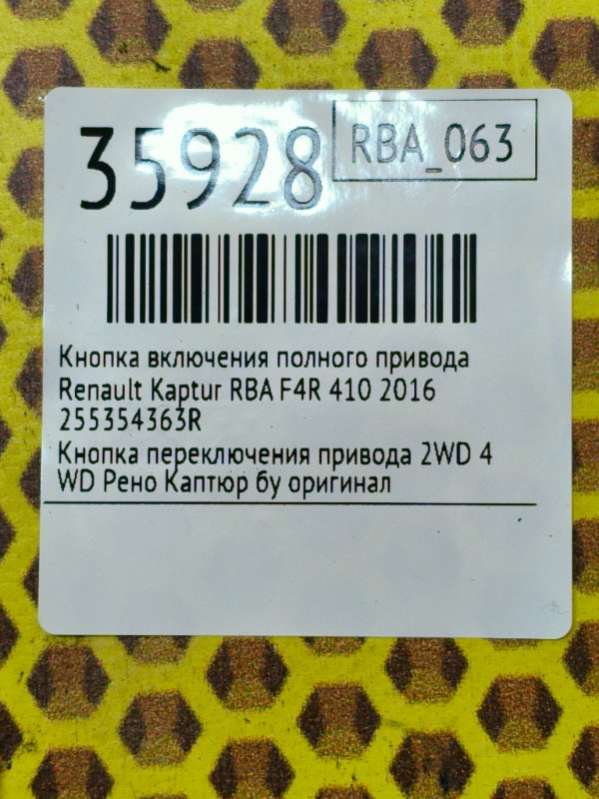 35928
RBA_063
Кнопка включения полного привода
Renault Kaptur RBA F4R 410 2016
255354363R
Кнопка переключения привода 2WD 4
WD Рено Каптюр бу оригинал